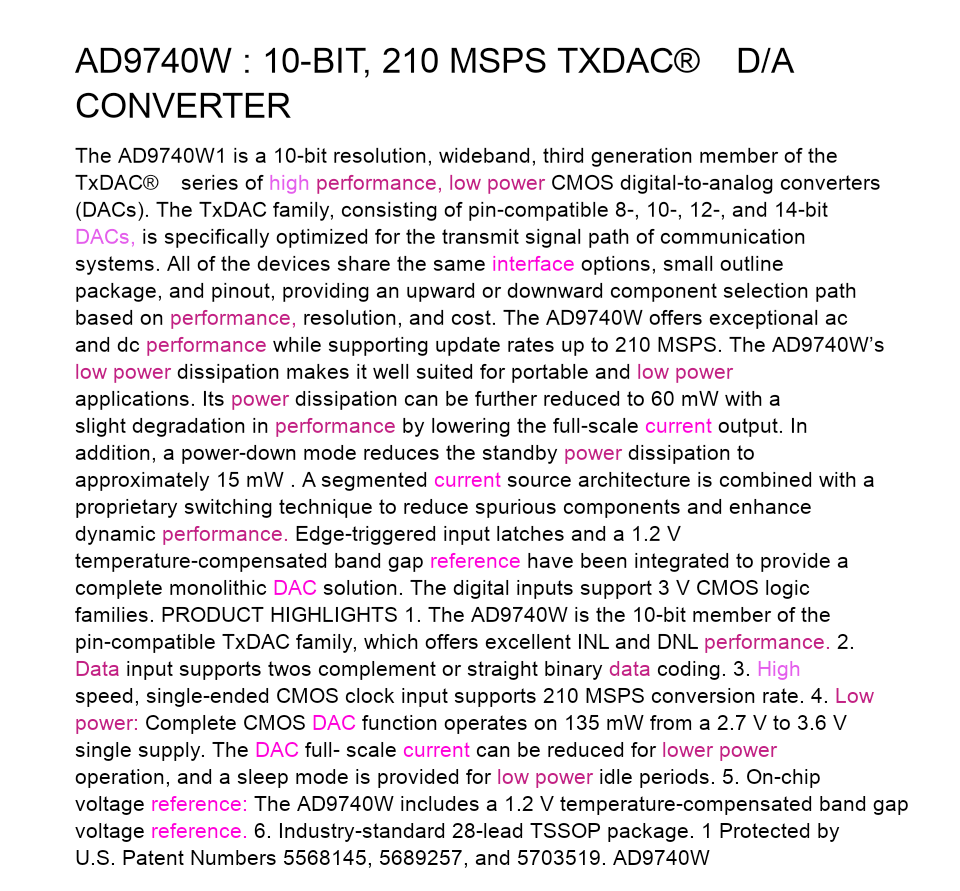 AD9740W : 10-BIT, 210 MSPS TXDAC® D/A
CONVERTER
The AD9740W1 is a 10-bit resolution, wideband, third generation member of the
TxDAC® series of high performance, low power CMOS digital-to-analog converters
(DACs). The TxDAC family, consisting of pin-compatible 8-, 10-, 12-, and 14-bit
DACs, is specifically optimized for the transmit signal path of communication
systems. All of the devices share the same interface options, small outline
package, and pinout, providing an upward or downward component selection path
based on performance, resolution, and cost. The AD9740W offers exceptional ac
and dc performance while supporting update rates up to 210 MSPS. The AD9740W’s
low power dissipation makes it well suited for portable and low power
applications. Its power dissipation can be further reduced to 60 mW with a
slight degradation in performance by lowering the full-scale current output. In
addition, a power-down mode reduces the standby power dissipation to
approximately 15 mW . A segmented current source architecture is combined with a
proprietary switching technique to reduce spurious components and enhance
dynamic performance. Edge-triggered input latches and a 1.2 V
temperature-compensated band gap reference have been integrated to provide a
complete monolithic DAC solution. The digital inputs support 3 V CMOS logic
families. PRODUCT HIGHLIGHTS 1. The AD9740W is the 10-bit member of the
pin-compatible TxDAC family, which offers excellent INL and DNL performance. 2.
Data input supports twos complement or straight binary data coding. 3. High
speed, single-ended CMOS clock input supports 210 MSPS conversion rate. 4. Low
power: Complete CMOS DAC function operates on 135 mW from a 2.7 V to 3.6 V
single supply. The DAC full- scale current can be reduced for lower power
operation, and a sleep mode is provided for low power idle periods. 5. On-chip
voltage reference: The AD9740W includes a 1.2 V temperature-compensated band gap
voltage reference. 6. Industry-standard 28-lead TSSOP package. 1 Protected by
U.S. Patent Numbers 5568145, 5689257, and 5703519. AD9740W